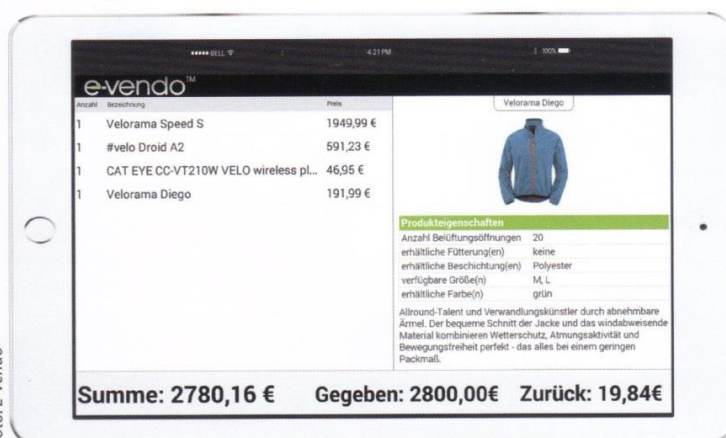 BELL 4:21 PM 100%
e-vendo™
Anzahl Bezeichnung Preis
1 Velorama Speed S 1949,99 €
1 #velo Droid A2 591,23 €
1 CAT EYE CC-VT210W VELO wireless pl... 46,95 €
1 Velorama Diego 191,99 €
Velorama Diego
Produkteigenschaften
Anzahl Belüftungsöffnungen 20
erhältliche Fütterung(en) keine
erhältliche Beschichtung(en) Polyester
verfügbare Größe(n) M, L
erhältliche Farbe(n) grün
Allround-Talent und Verwandlungskünstler durch abnehmbare
Ärmel. Der bequeme Schnitt der Jacke und das windabweisende
Material kombinieren Wetterschutz, Atmungsaktivität und
Bewegungsfreiheit perfekt - das alles bei einem geringen
Packmaß.
Summe: 2780,16 € Gegeben: 2800,00€ Zurück: 19,84€